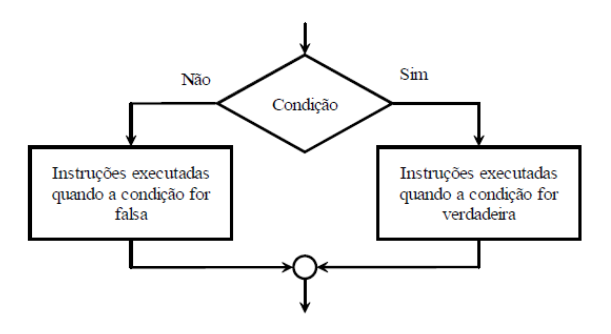 Não
Sim
Condição
Instruções executadas
quando a condição for
falsa
Instruções executadas
quando a condição for
verdadeira